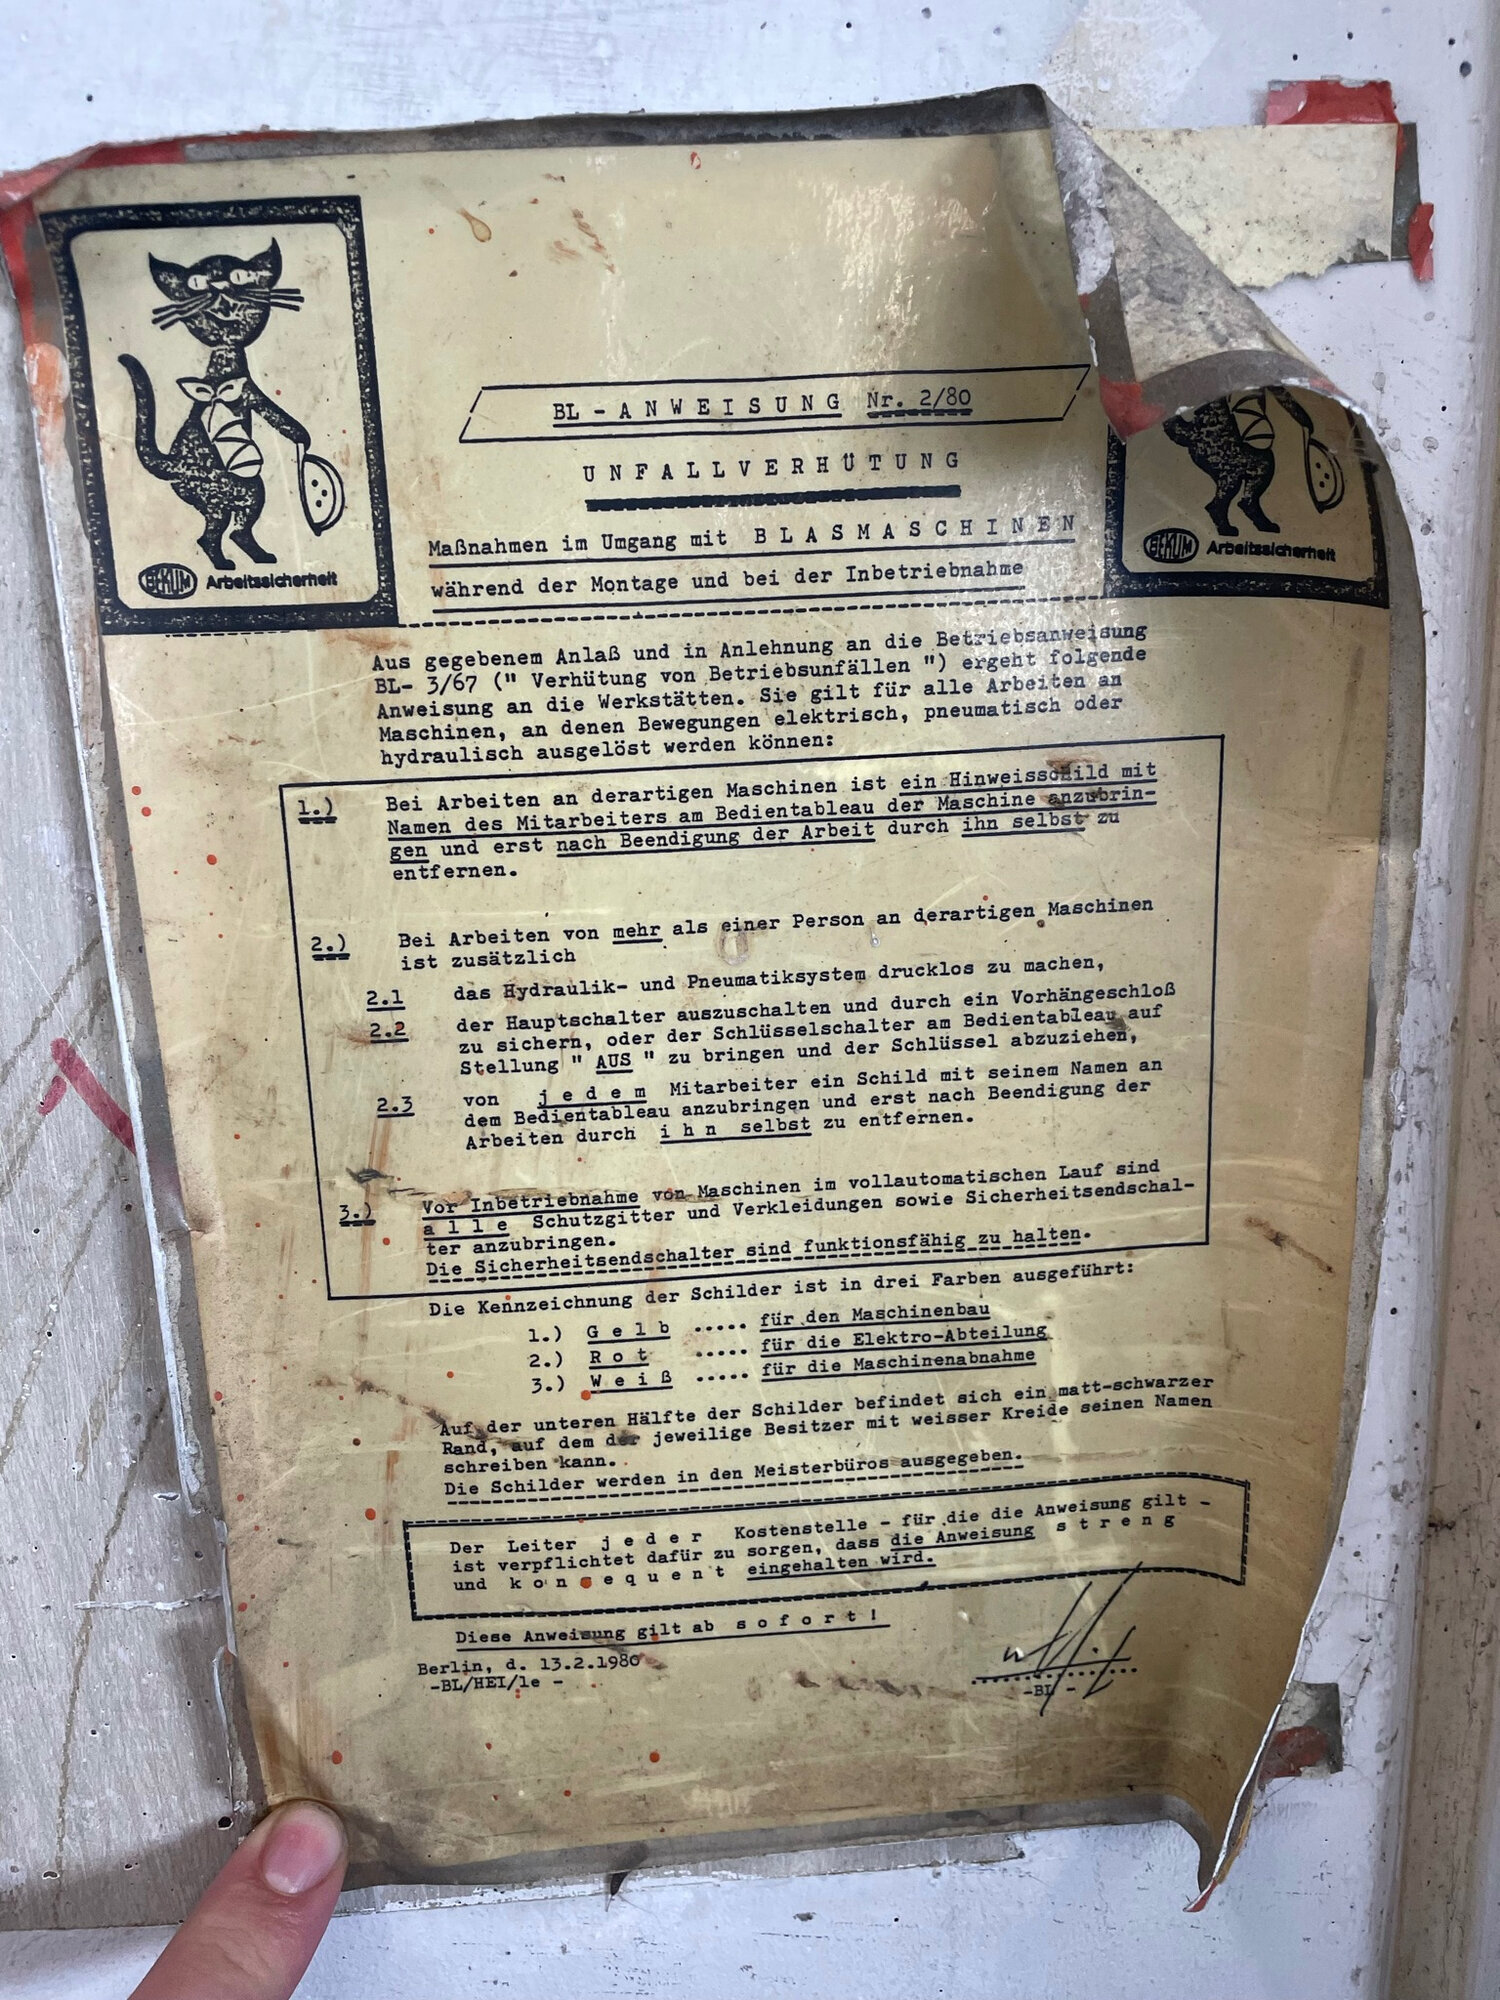 BEKUM Arbeitssicherheit
BL - ANWEISUNG Nr. 2/80
UNFALLVERHÜTUNG
Maßnahmen im Umgang mit BLASMASCHINEN
während der Montage und bei der Inbetriebnahme
BEKUM Arbeitssicherheit
Aus gegebenem Anlaß und in Anlehnung an die Betriebsanweisung
BL- 3/67 (" Verhütung von Betriebsunfällen ") ergeht folgende
Anweisung an die Werkstätten. Sie gilt für alle Arbeiten an
Maschinen, an denen Bewegungen elektrisch, pneumatisch oder
hydraulisch ausgelöst werden können:
1.) Bei Arbeiten an derartigen Maschinen ist ein Hinweisschild mit
Namen des Mitarbeiters am Bedientableau der Maschine anzubrin-
gen und erst nach Beendigung der Arbeit durch ihn selbst zu
entfernen.
2.) Bei Arbeiten von mehr als einer Person an derartigen Maschinen
ist zusätzlich
2.1 das Hydraulik- und Pneumatiksystem drucklos zu machen,
2.2 der Hauptschalter auszuschalten und durch ein Vorhängeschloß
zu sichern, oder der Schlüsselschalter am Bedientableau auf
Stellung " AUS " zu bringen und der Schlüssel abzuziehen,
2.3 von jedem Mitarbeiter ein Schild mit seinem Namen an
dem Bedientableau anzubringen und erst nach Beendigung der
Arbeiten durch ihn selbst zu entfernen.
3.) Vor Inbetriebnahme von Maschinen im vollautomatischen Lauf sind
alle Schutzgitter und Verkleidungen sowie Sicherheitsendschal-
ter anzubringen.
Die Sicherheitsendschalter sind funktionsfähig zu halten.
Die Kennzeichnung der Schilder ist in drei Farben ausgeführt:
1.) Gelb ..... für den Maschinenbau
2.) Rot ..... für die Elektro-Abteilung
3.) Weiß ..... für die Maschinenabnahme
Auf der unteren Hälfte der Schilder befindet sich ein matt-schwarzer
Rand, auf dem der jeweilige Besitzer mit weisser Kreide seinen Namen
schreiben kann.
Die Schilder werden in den Meisterbüros ausgegeben.
Der Leiter jeder Kostenstelle - für die die Anweisung gilt -
ist verpflichtet dafür zu sorgen, dass die Anweisung streng
und konsequent eingehalten wird.
Diese Anweisung gilt ab sofort!
Berlin, d. 13.2.1980
-BL/HEI/le -
-BL -